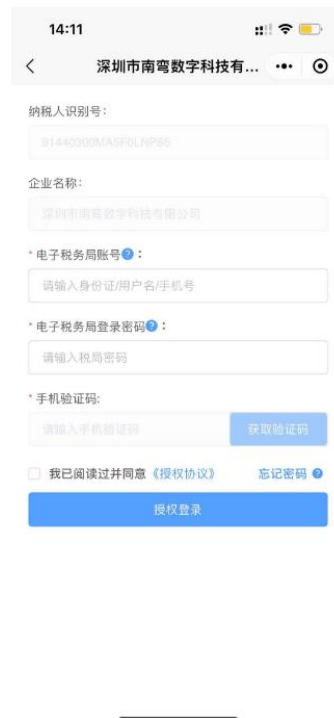 14:11
深圳市南弯数字科技有...
纳税人识别号：
91440300MA5F0LNP85
企业名称：
深圳市南弯数字科技有限公司
* 电子税务局账号?：
请输入身份证/用户名/手机号
* 电子税务局登录密码?：
请输入税局密码
* 手机验证码:
请输入手机验证码 获取验证码
我已阅读过并同意《授权协议》 忘记密码 ?
授权登录